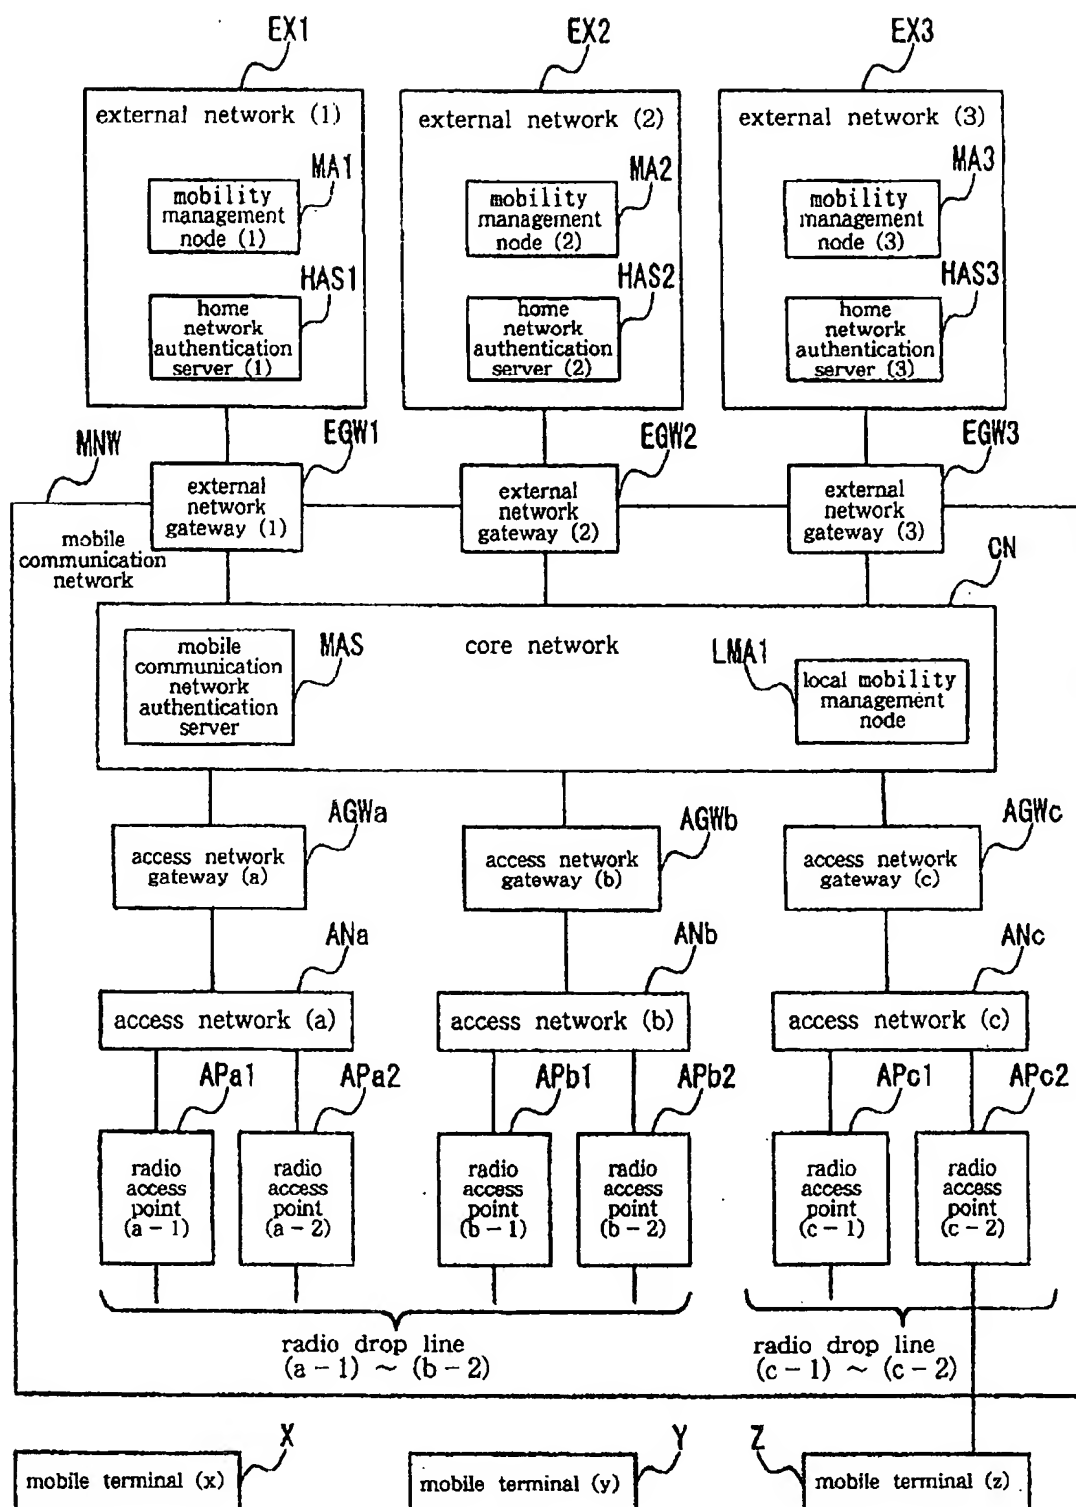 EX1
EX2
EX3
external network (1)
external network (2)
external network (3)
MA1
MA2
MA3
mobility
management
node (1)
mobility
management
node (2)
mobility
management
node (3)
HAS1
HAS2
HAS3
home
network
authentication
server (1)
home
network
authentication
server (2)
home
network
authentication
server (3)
MNW
EGW1
EGW2
EGW3
external
network
gateway (1)
external
network
gateway (2)
external
network
gateway (3)
mobile
communication
network
CN
mobile
communication
network
authentication
server
MAS
core network
LMA1
local mobility
management
node
AGWa
AGWb
AGWc
access network
gateway (a)
access network
gateway (b)
access network
gateway (c)
ANa
ANb
ANc
access network (a)
access network (b)
access network (c)
APa1
APa2
APb1
APb2
APc1
APc2
radio
access
point
(a-1)
radio
access
point
(a-2)
radio
access
point
(b-1)
radio
access
point
(b-2)
radio
access
point
(c-1)
radio
access
point
(c-2)
radio drop line
(a-1) ~ (b-2)
radio drop line
(c-1) ~ (c-2)
X
Y
Z
mobile terminal (x)
mobile terminal (y)
mobile terminal (z)